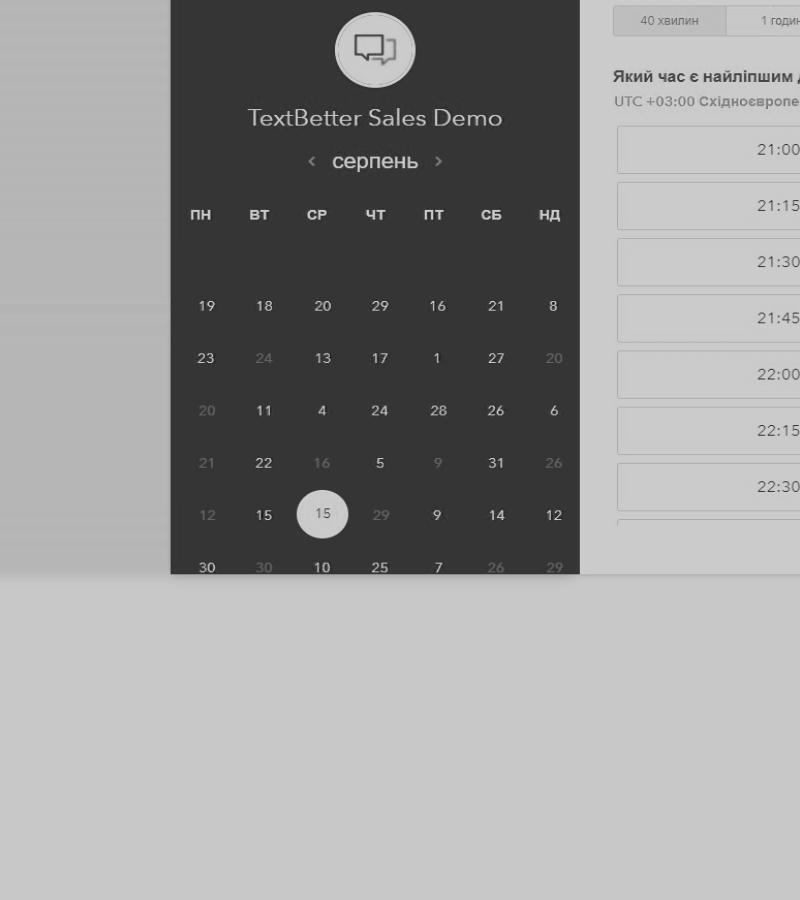 TextBetter Sales Demo
серпень
ПН ВТ СР ЧТ ПТ СБ НД
19 18 20 29 16 21 8
23 24 13 17 1 27 20
20 11 4 24 28 26 6
21 22 16 5 9 31 26
12 15 15 29 9 14 12
30 30 10 25 7 26 29
40 хвилин
1 годин
Який час є найліпшим
UTC +03:00 Східноєвропе
21:00
21:15
21:30
21:45
22:00
22:15
22:30